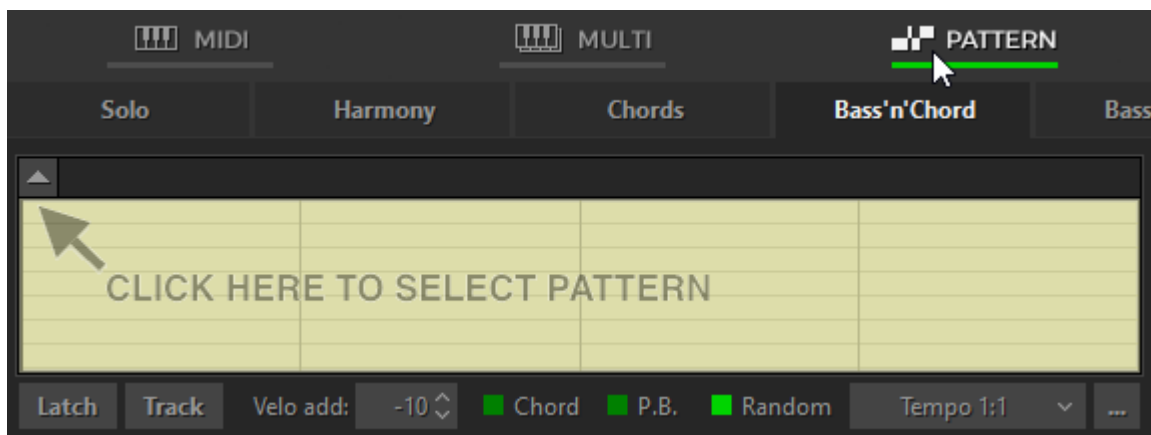 MIDI MULTI PATTERN
Solo Harmony Chords Bass'n'Chord Bass
CLICK HERE TO SELECT PATTERN
Latch Track Velo add: -10 Chord P.B. Random Tempo 1:1 ...